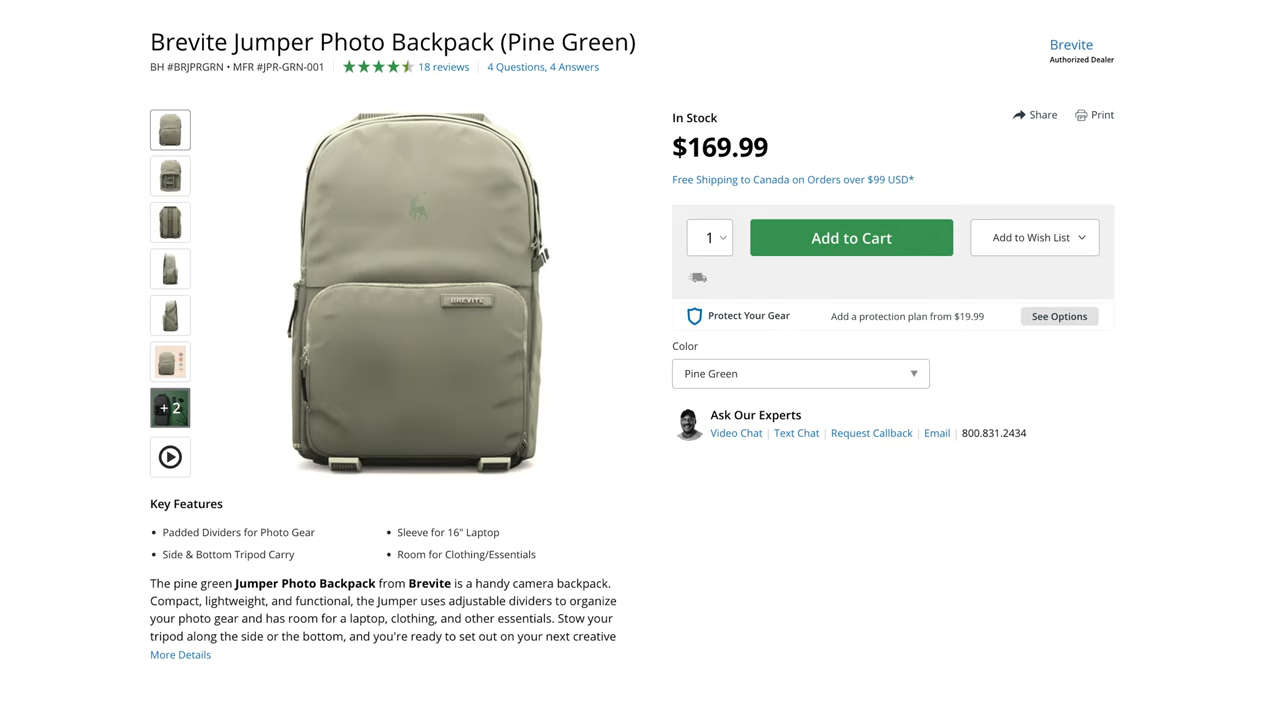 Brevite Jumper Photo Backpack (Pine Green)
BH #BRJPRGRN • MFR #JPR-GRN-001
18 reviews
4 Questions, 4 Answers
Brevite
Authorized Dealer
BREVITE
+ 2
In Stock
Share
Print
$169.99
Free Shipping to Canada on Orders over $99 USD*
1
Add to Cart
Add to Wish List
Protect Your Gear
Add a protection plan from $19.99
See Options
Color
Pine Green
Ask Our Experts
Video Chat | Text Chat | Request Callback | Email | 800.831.2434
Key Features
• Padded Dividers for Photo Gear
• Sleeve for 16" Laptop
• Side & Bottom Tripod Carry
• Room for Clothing/Essentials
The pine green Jumper Photo Backpack from Brevite is a handy camera backpack.
Compact, lightweight, and functional, the Jumper uses adjustable dividers to organize
your photo gear and has room for a laptop, clothing, and other essentials. Stow your
tripod along the side or the bottom, and you're ready to set out on your next creative
More Details